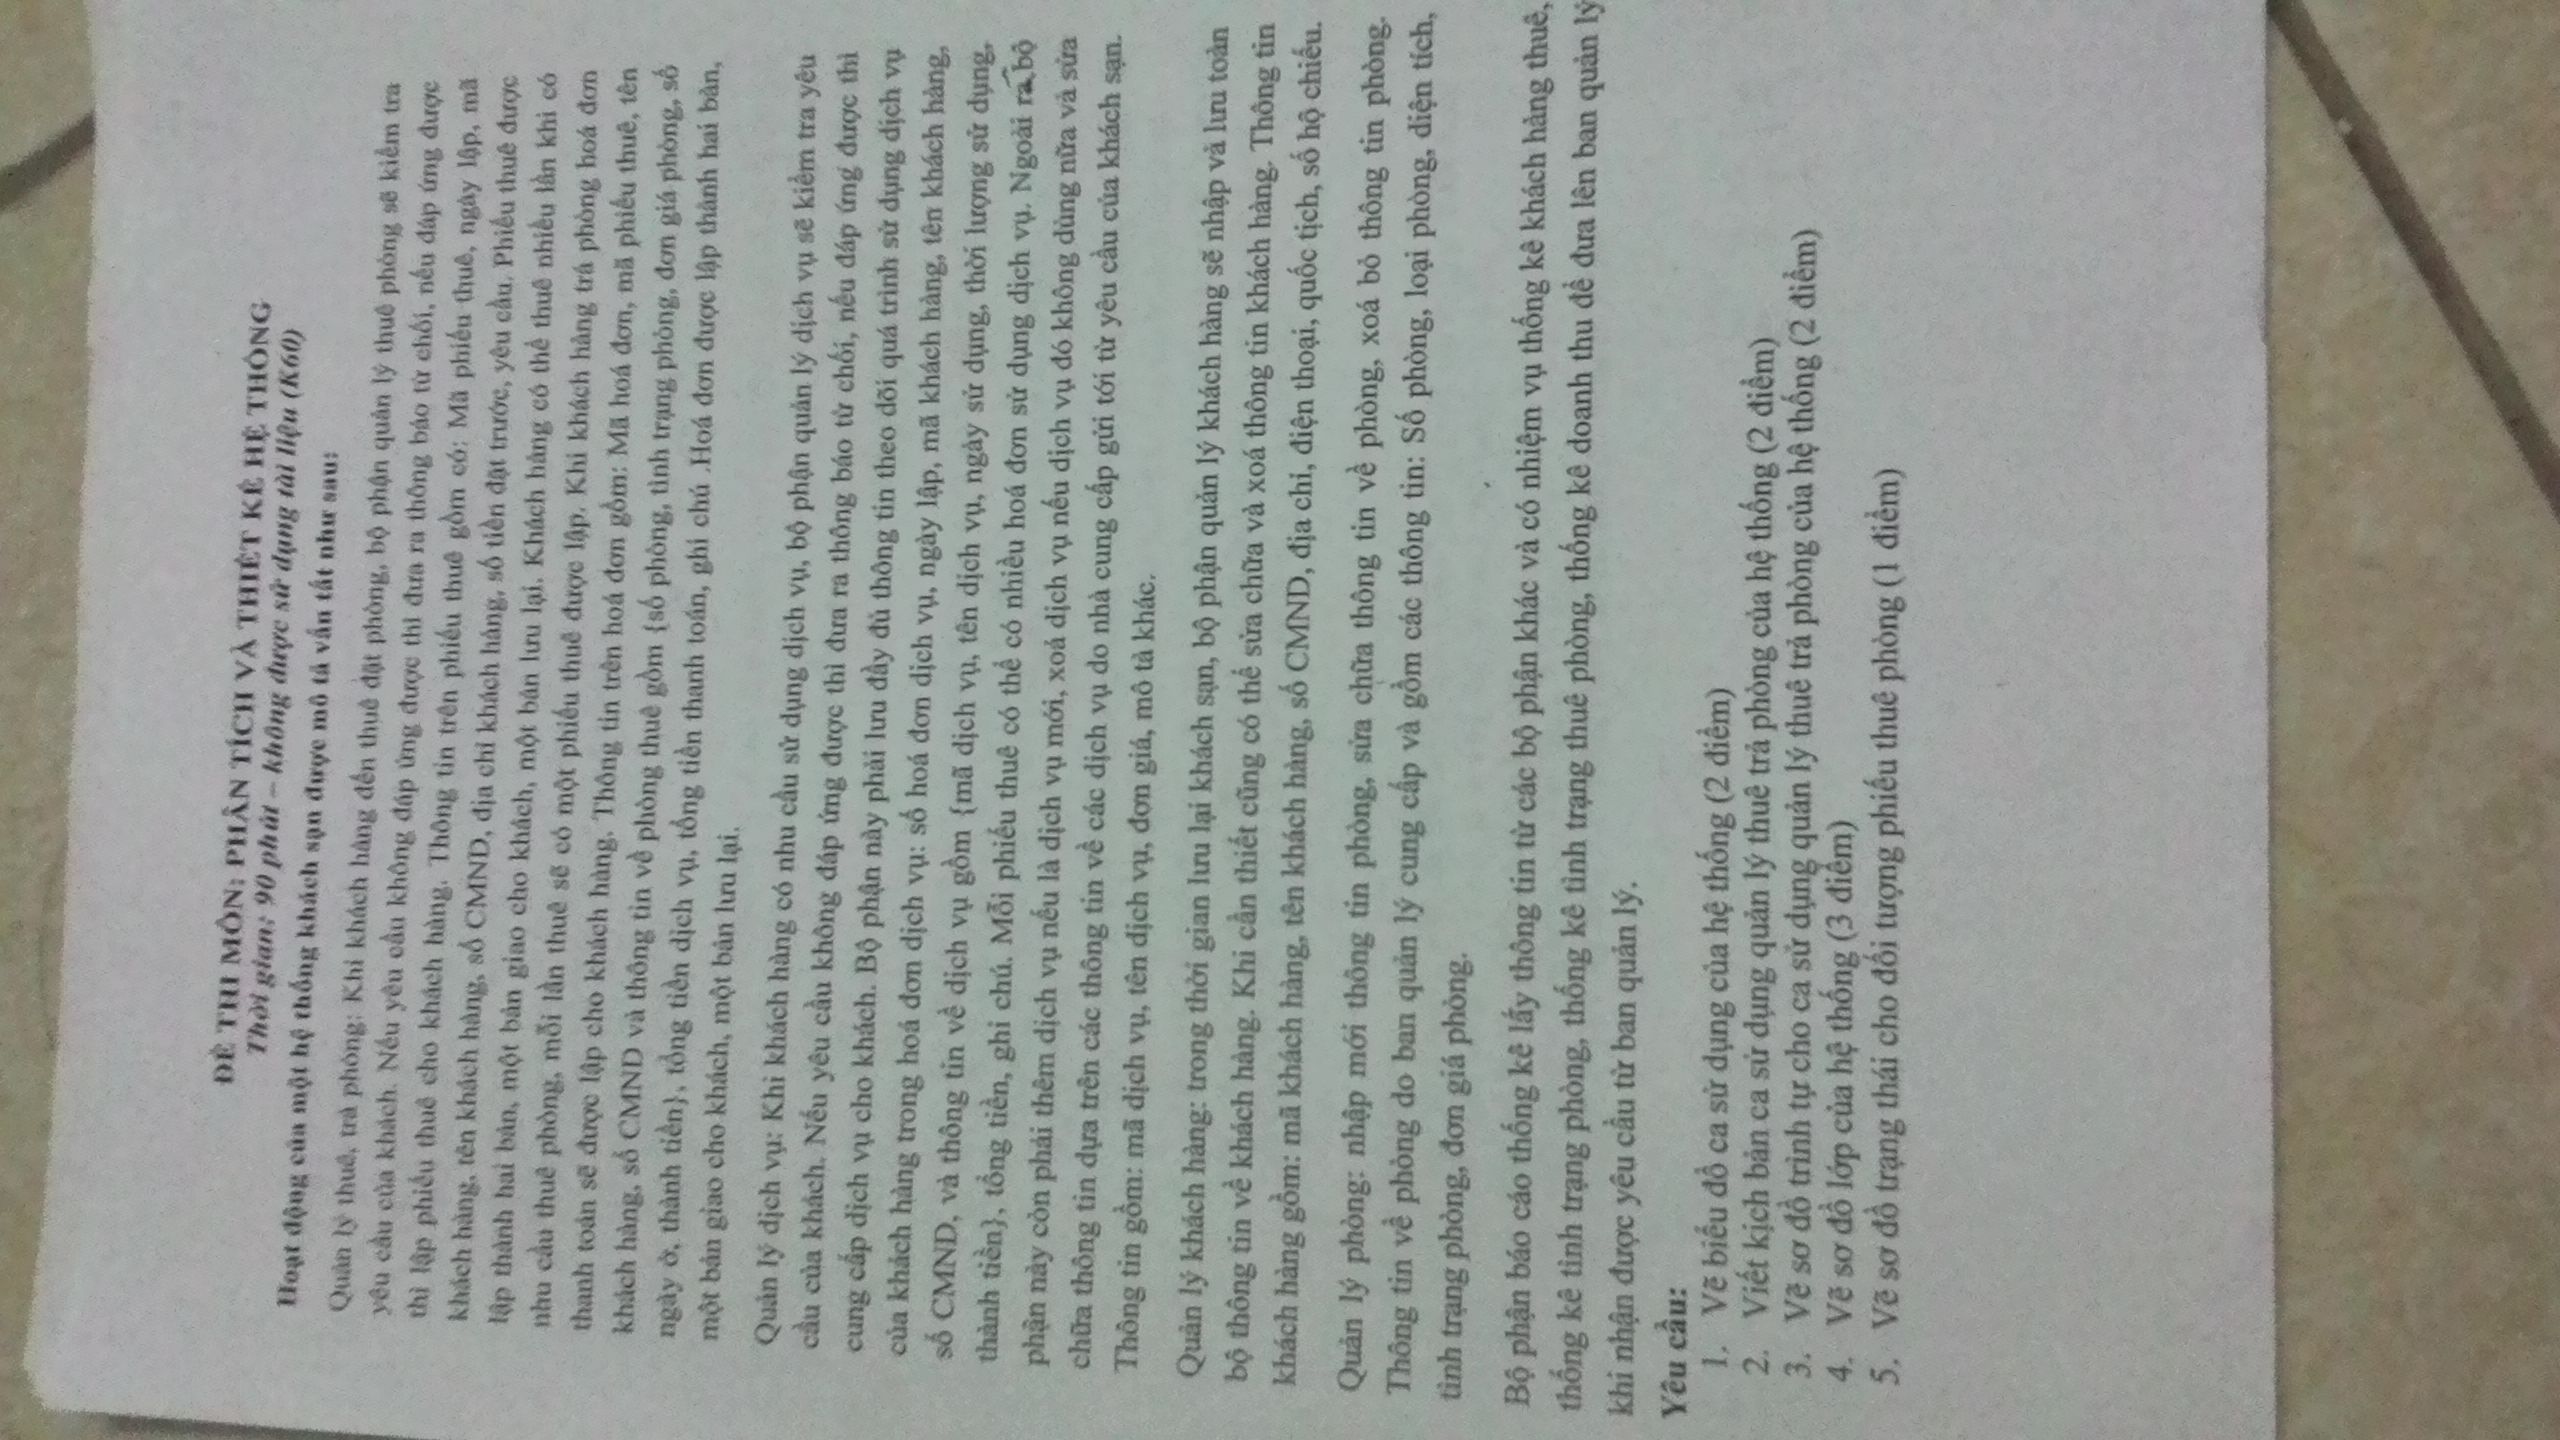 ĐỀ THI MÔN: PHÂN TÍCH VÀ THIẾT KẾ HỆ THỐNG
Thời gian: 90 phút – không được sử dụng tài liệu (K60)
Hoạt động của một hệ thống khách sạn được mô tả vắn tắt như sau:
Quản lý thuê, trả phòng: Khi khách hàng đến thuê đặt phòng, bộ phận quản lý thuê phòng sẽ kiểm tra
yêu cầu của khách. Nếu yêu cầu không đáp ứng được thì đưa ra thông báo từ chối, nếu đáp ứng được
thì lập phiếu thuê cho khách hàng. Thông tin trên phiếu thuê gồm có: Mã phiếu thuê, ngày lập, mã
khách hàng, tên khách hàng, số CMND, địa chỉ khách hàng, số tiền đặt trước, yêu cầu. Phiếu thuê được
lập thành hai bản, một bản giao cho khách, một bản lưu lại. Khách hàng có thể thuê nhiều lần khi có
nhu cầu thuê phòng, mỗi lần thuê sẽ có một phiếu thuê được lập. Khi khách hàng trả phòng hoá đơn
thanh toán sẽ được lập cho khách hàng. Thông tin trên hoá đơn gồm: Mã hoá đơn, mã phiếu thuê, tên
khách hàng, số CMND và thông tin về phòng thuê gồm {số phòng, tình trạng phòng, đơn giá phòng, số
ngày ở, thành tiền}, tổng tiền dịch vụ, tổng tiền thanh toán, ghi chú .Hoá đơn được lập thành hai bản,
một bản giao cho khách, một bản lưu lại.
Quản lý dịch vụ: Khi khách hàng có nhu cầu sử dụng dịch vụ, bộ phận quản lý dịch vụ sẽ kiểm tra yêu
cầu của khách. Nếu yêu cầu không đáp ứng được thì đưa ra thông báo từ chối, nếu đáp ứng được thì
cung cấp dịch vụ cho khách. Bộ phận này phải lưu đầy đủ thông tin theo dõi quá trình sử dụng dịch vụ
của khách hàng trong hoá đơn dịch vụ: số hoá đơn dịch vụ, ngày lập, mã khách hàng, tên khách hàng,
số CMND, và thông tin về dịch vụ gồm {mã dịch vụ, tên dịch vụ, ngày sử dụng, thời lượng sử dụng,
thành tiền}, tổng tiền, ghi chú. Mỗi phiếu thuê có thể có nhiều hoá đơn sử dụng dịch vụ. Ngoài ra, bộ
phận này còn phải thêm dịch vụ nếu là dịch vụ mới, xoá dịch vụ nếu dịch vụ đó không dùng nữa và sửa
chữa thông tin dựa trên các thông tin về các dịch vụ do nhà cung cấp gửi tới từ yêu cầu của khách sạn.
Thông tin gồm: mã dịch vụ, tên dịch vụ, đơn giá, mô tả khác.
Quản lý khách hàng: trong thời gian lưu lại khách sạn, bộ phận quản lý khách hàng sẽ nhập và lưu toàn
bộ thông tin về khách hàng. Khi cần thiết cũng có thể sửa chữa và xoá thông tin khách hàng. Thông tin
khách hàng gồm: mã khách hàng, tên khách hàng, số CMND, địa chỉ, điện thoại, quốc tịch, số hộ chiếu.
Quản lý phòng: nhập mới thông tin phòng, sửa chữa thông tin về phòng, xoá bỏ thông tin phòng.
Thông tin về phòng do ban quản lý cung cấp và gồm các thông tin: Số phòng, loại phòng, diện tích,
tình trạng phòng, đơn giá phòng.
Bộ phận báo cáo thống kê lấy thông tin từ các bộ phận khác và có nhiệm vụ thống kê khách hàng thuê,
thống kê tình trạng phòng, thống kê tình trạng thuê phòng, thống kê doanh thu để đưa lên ban quản lý
khi nhận được yêu cầu từ ban quản lý.
Yêu cầu:
1. Vẽ biểu đồ ca sử dụng của hệ thống (2 điểm)
2. Viết kịch bản ca sử dụng quản lý thuê trả phòng của hệ thống (2 điểm)
3. Vẽ sơ đồ trình tự cho ca sử dụng quản lý thuê trả phòng của hệ thống (2 điểm)
4. Vẽ sơ đồ lớp của hệ thống (3 điểm)
5. Vẽ sơ đồ trạng thái cho đối tượng phiếu thuê phòng (1 điểm)